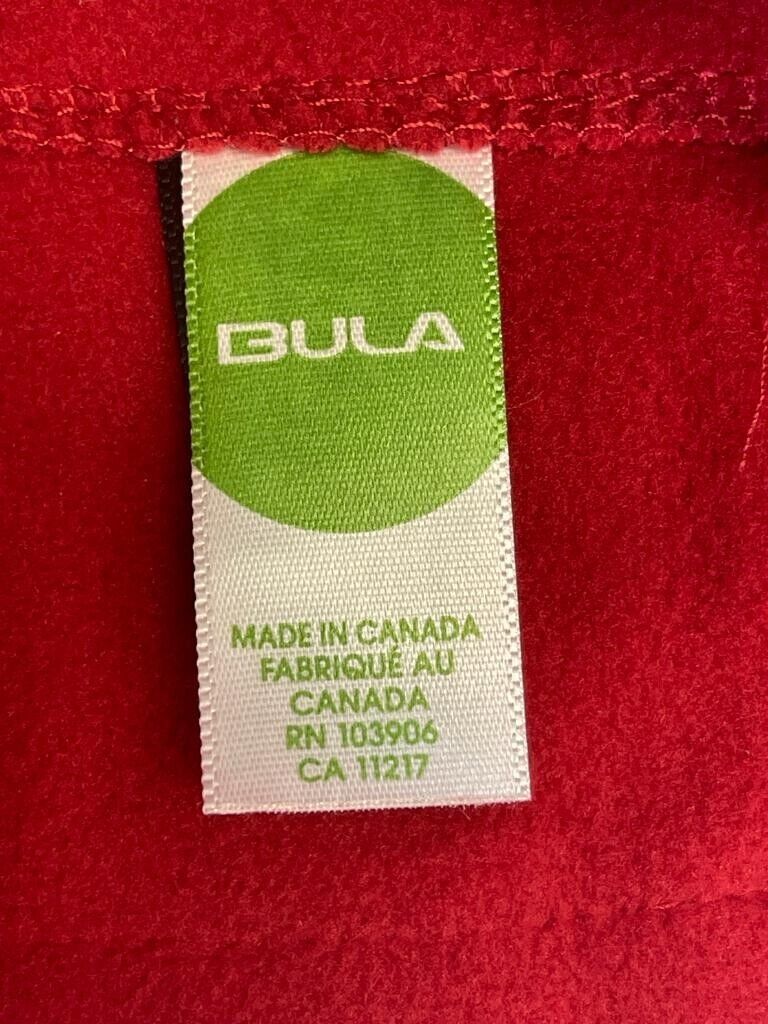 BULA
MADE IN CANADA
FABRIQUÉ AU
CANADA
RN 103906
CA 11217